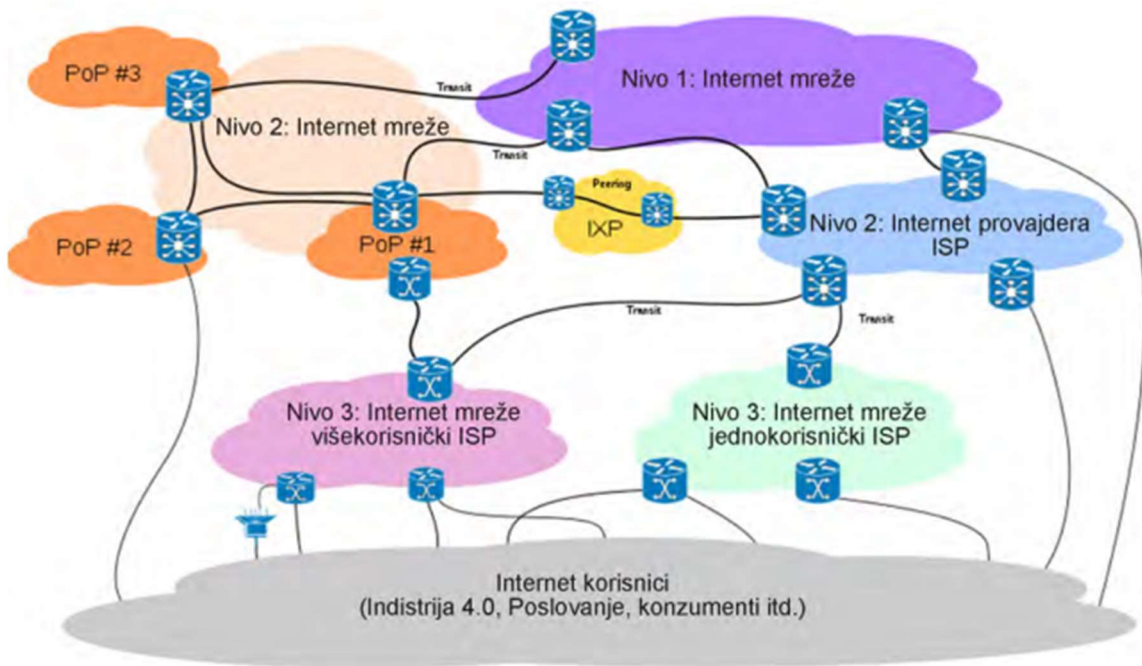 PoP #3
Nivo 1: Internet mreže
Transit
Nivo 2: Internet mreže
Transit
Peering
IXP
PoP #2
PoP #1
Nivo 2: Internet provajdera
ISP
Transit
Transit
Nivo 3: Internet mreže
višekorisnički ISP
Nivo 3: Internet mreže
jednokorisnički ISP
Internet korisnici
(Indistrija 4.0, Poslovanje, konzumenti itd.)